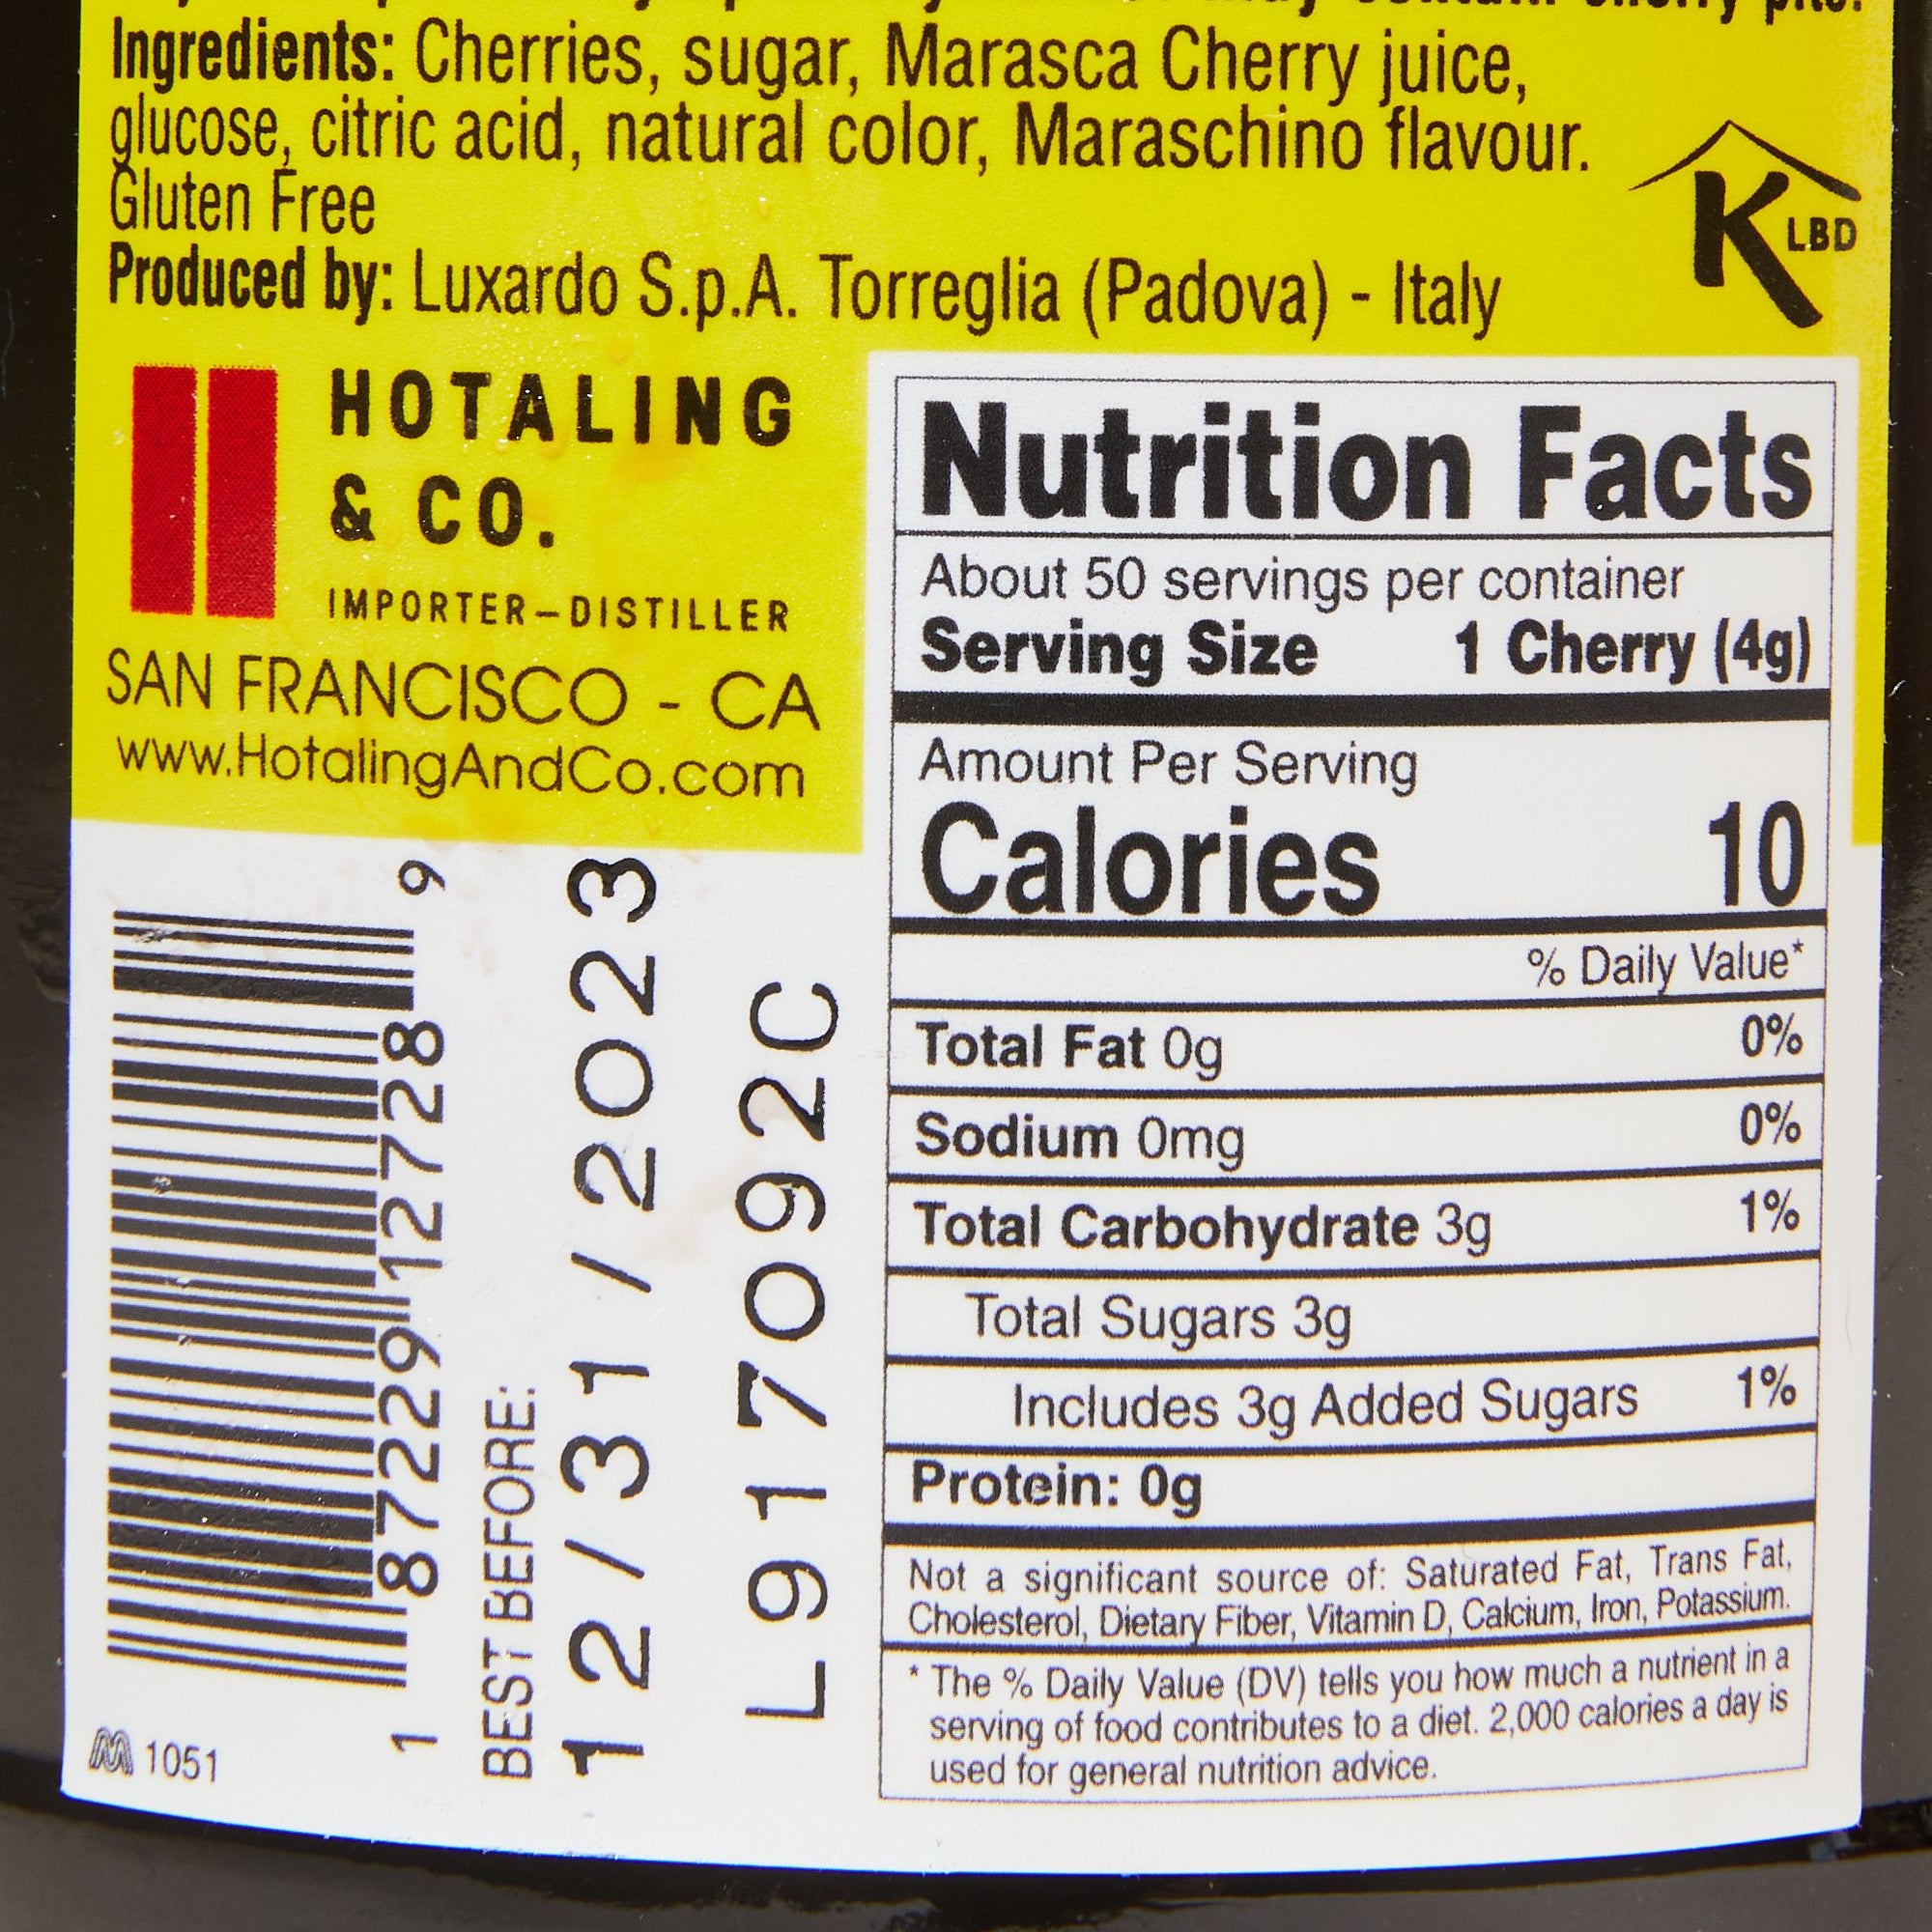 may contain cherry pits.
Ingredients: Cherries, sugar, Marasca Cherry juice,
glucose, citric acid, natural color, Maraschino flavour.
Gluten Free
Produced by: Luxardo S.p.A. Torreglia (Padova) - Italy
K LBD
HOTALING
& CO.
IMPORTER–DISTILLER
SAN FRANCISCO - CA
www.HotalingAndCo.com
1 87229 12728 9
BEST BEFORE:
12/31/2023
L917092C
M 1051
Nutrition Facts
About 50 servings per container
Serving Size 1 Cherry (4g)
Amount Per Serving
Calories 10
% Daily Value*
Total Fat 0g 0%
Sodium 0mg 0%
Total Carbohydrate 3g 1%
Total Sugars 3g
Includes 3g Added Sugars 1%
Protein: 0g
Not a significant source of: Saturated Fat, Trans Fat,
Cholesterol, Dietary Fiber, Vitamin D, Calcium, Iron, Potassium.
* The % Daily Value (DV) tells you how much a nutrient in a
serving of food contributes to a diet. 2,000 calories a day is
used for general nutrition advice.